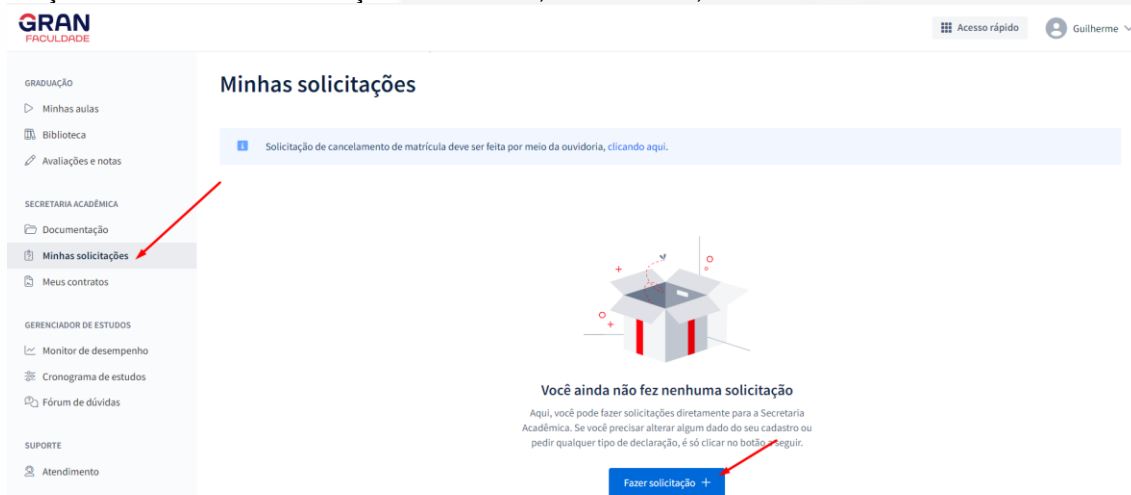 GRAN
FACULDADE
Acesso rápido
Guilherme
GRADUAÇÃO
Minhas aulas
Biblioteca
Avaliações e notas
SECRETARIA ACADÊMICA
Documentação
Minhas solicitações
Meus contratos
GERENCIADOR DE ESTUDOS
Monitor de desempenho
Cronograma de estudos
Fórum de dúvidas
SUPORTE
Atendimento
Minhas solicitações
Solicitação de cancelamento de matrícula deve ser feita por meio da ouvidoria, clicando aqui.
Você ainda não fez nenhuma solicitação
Aqui, você pode fazer solicitações diretamente para a Secretaria
Acadêmica. Se você precisar alterar algum dado do seu cadastro ou
pedir qualquer tipo de declaração, é só clicar no botão a seguir.
Fazer solicitação +